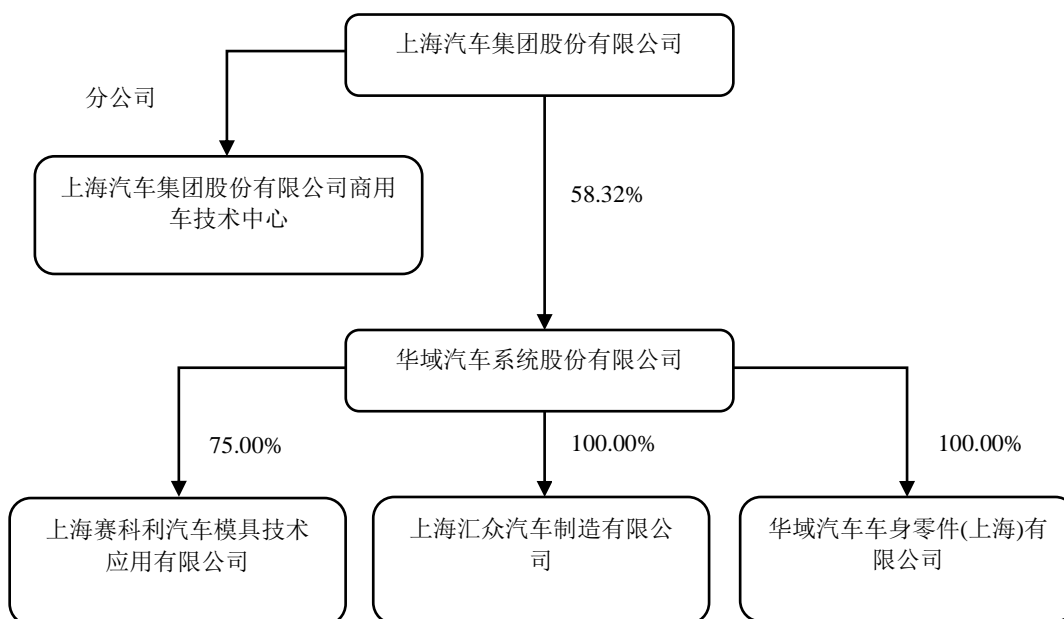 上海汽车集团股份有限公司
分公司
上海汽车集团股份有限公司商用
车技术中心
58.32%
华域汽车系统股份有限公司
75.00%
100.00%
100.00%
上海赛科利汽车模具技术
应用有限公司
上海汇众汽车制造有限公
司
华域汽车车身零件(上海)有
限公司